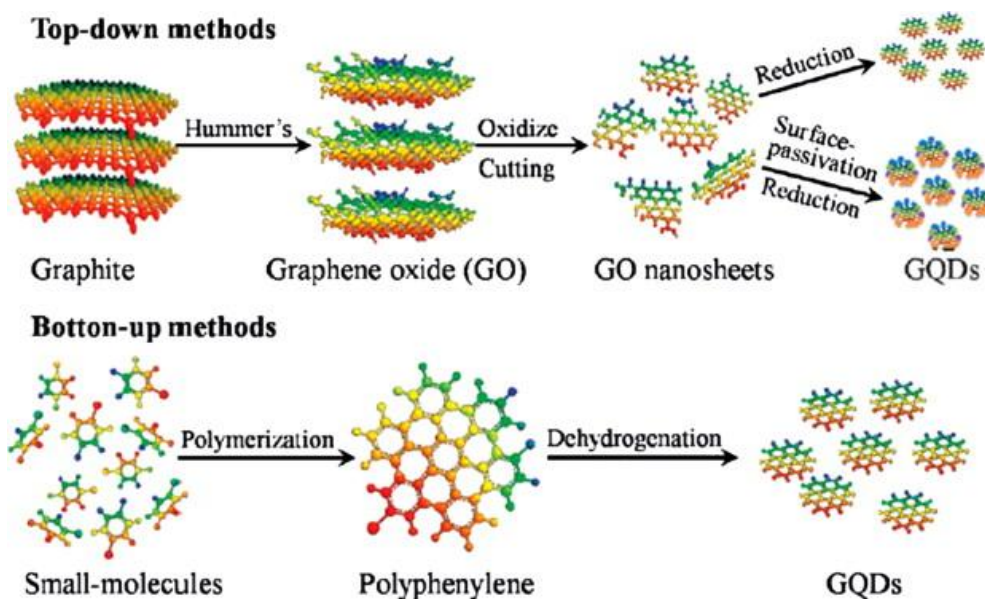 Top-down methods
Hummer's
Oxidize
Cutting
Reduction
Surface-
passivation
Reduction
Graphite
Graphene oxide (GO)
GO nanosheets
GQDs
Botton-up methods
Polymerization
Dehydrogenation
Small-molecules
Polyphenylene
GQDs